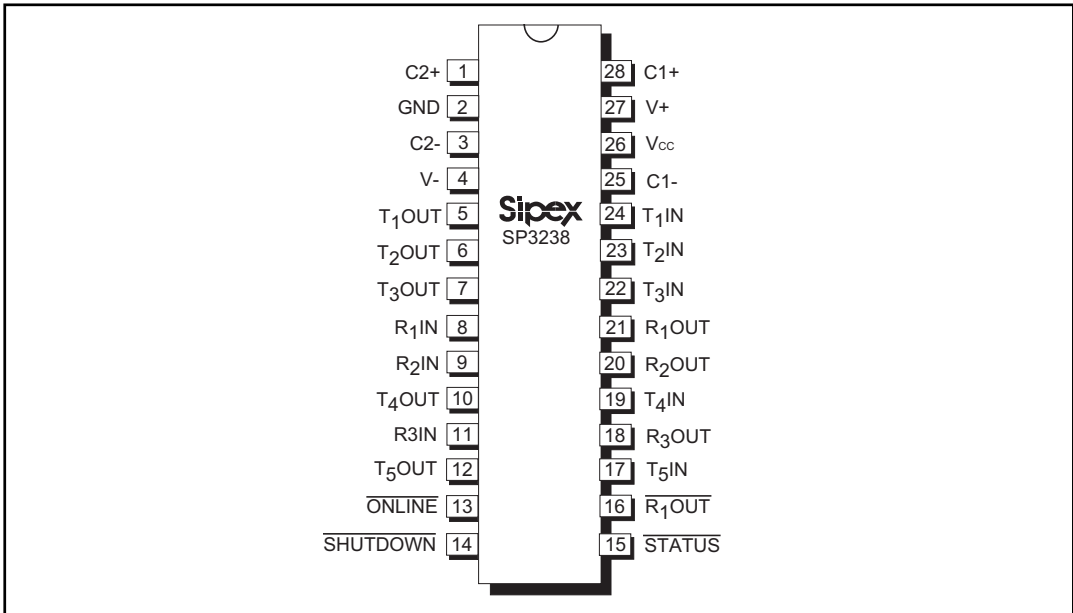 C2+ 1 28 C1+
GND 2 27 V+
C2- 3 26 Vcc
V- 4 25 C1-
T1OUT 5 Sipex 24 T1IN
SP3238
T2OUT 6 23 T2IN
T3OUT 7 22 T3IN
R1IN 8 21 R1OUT
R2IN 9 20 R2OUT
T4OUT 10 19 T4IN
R3IN 11 18 R3OUT
T5OUT 12 17 T5IN
ONLINE 13 16 R1OUT
SHUTDOWN 14 15 STATUS